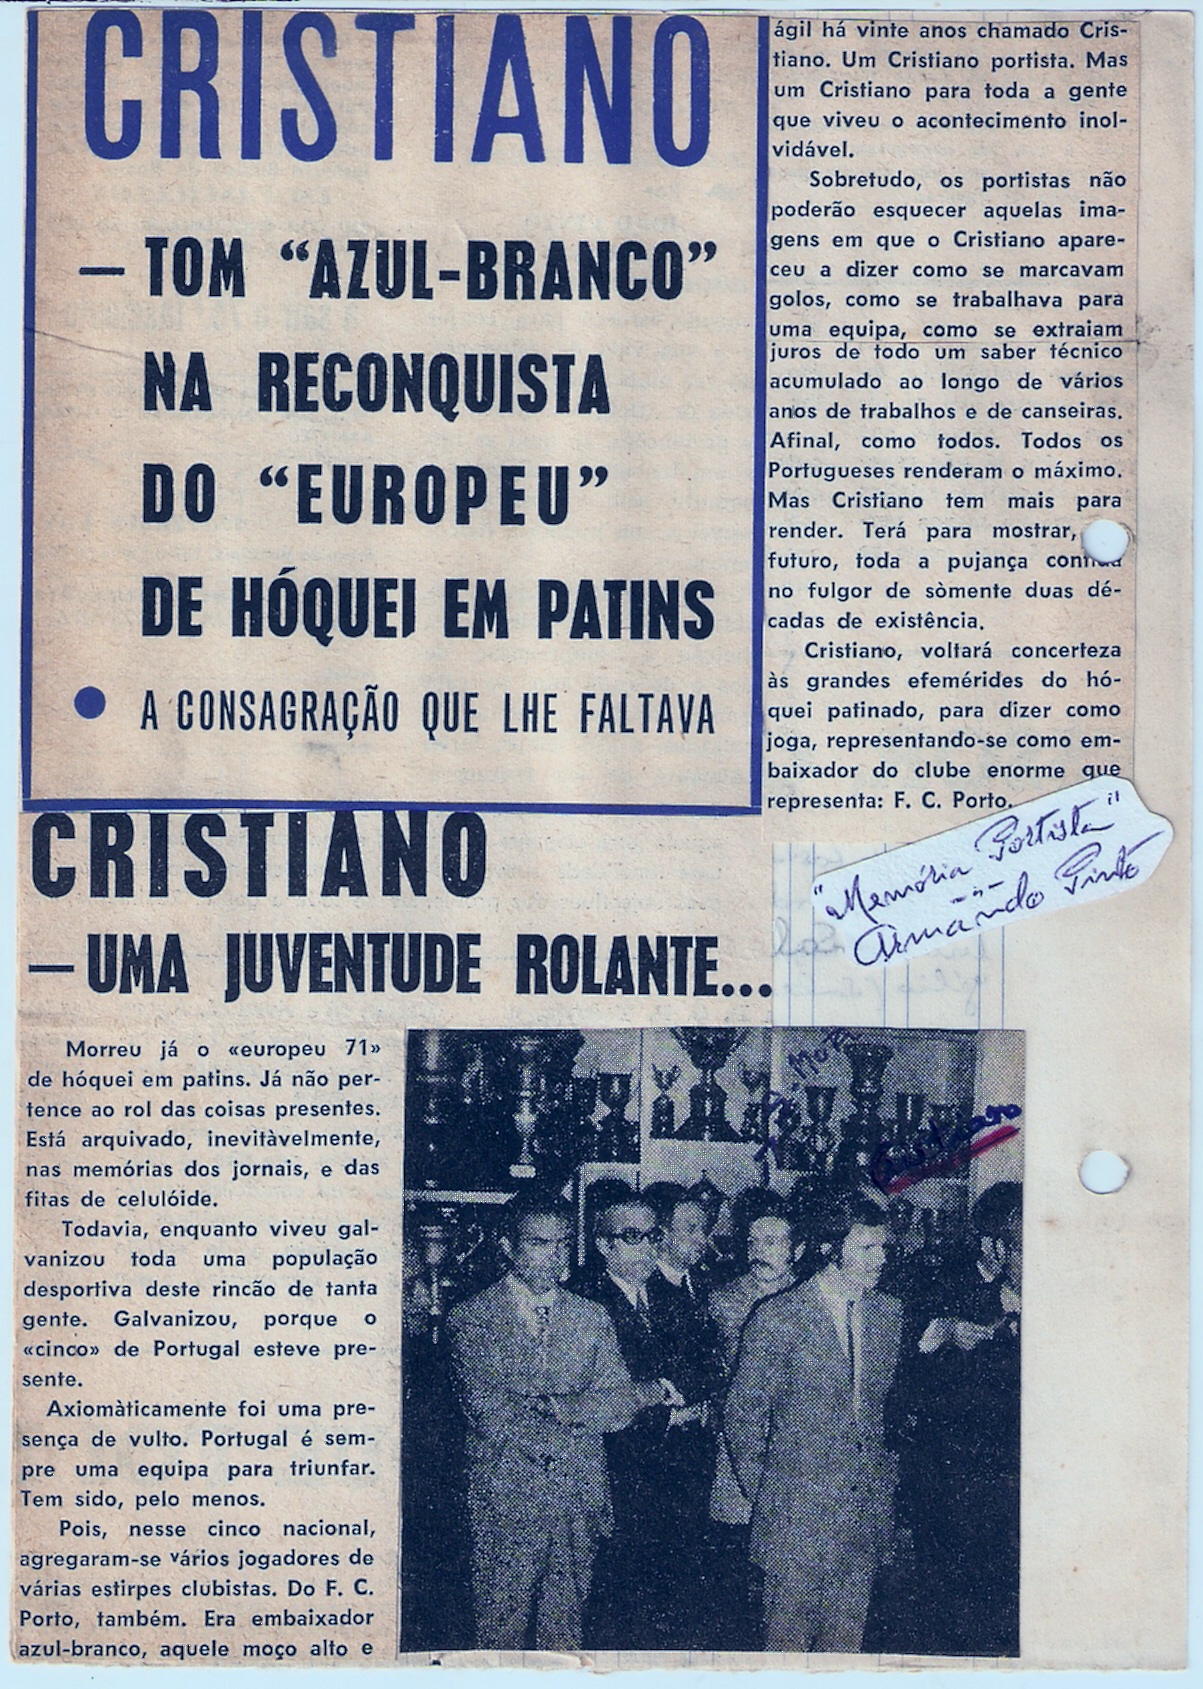 CRISTIANO
— TOM “AZUL-BRANCO”
NA RECONQUISTA
DO “EUROPEU”
DE HÓQUEI EM PATINS
● A CONSAGRAÇÃO QUE LHE FALTAVA
CRISTIANO
— UMA JUVENTUDE ROLANTE...
Morreu já o «europeu 71»
de hóquei em patins. Já não per-
tence ao rol das coisas presentes.
Está arquivado, inevitàvelmente,
nas memórias dos jornais, e das
fitas de celulóide.
Todavia, enquanto viveu gal-
vanizou toda uma população
desportiva deste rincão de tanta
gente. Galvanizou, porque o
«cinco» de Portugal esteve pre-
sente.
Axiomàticamente foi uma pre-
sença de vulto. Portugal é sem-
pre uma equipa para triunfar.
Tem sido, pelo menos.
Pois, nesse cinco nacional,
agregaram-se vários jogadores de
várias estirpes clubistas. Do F. C.
Porto, também. Era embaixador
azul-branco, aquele moço alto e
ágil há vinte anos chamado Cris-
tiano. Um Cristiano portista. Mas
um Cristiano para toda a gente
que viveu o acontecimento inol-
vidável.
Sobretudo, os portistas não
poderão esquecer aquelas ima-
gens em que o Cristiano apare-
ceu a dizer como se marcavam
golos, como se trabalhava para
uma equipa, como se extraiam
juros de todo um saber técnico
acumulado ao longo de vários
anos de trabalhos e de canseiras.
Afinal, como todos. Todos os
Portugueses renderam o máximo.
Mas Cristiano tem mais para
render. Terá para mostrar,
futuro, toda a pujança contida
no fulgor de sòmente duas dé-
cadas de existência.
Cristiano, voltará concerteza
às grandes efemérides do hó-
quei patinado, para dizer como
joga, representando-se como em-
baixador do clube enorme que
representa: F. C. Porto.
"Memória Portista"
Armando Pinto
Cristiano